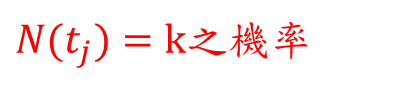 N(t_j) = k之機率